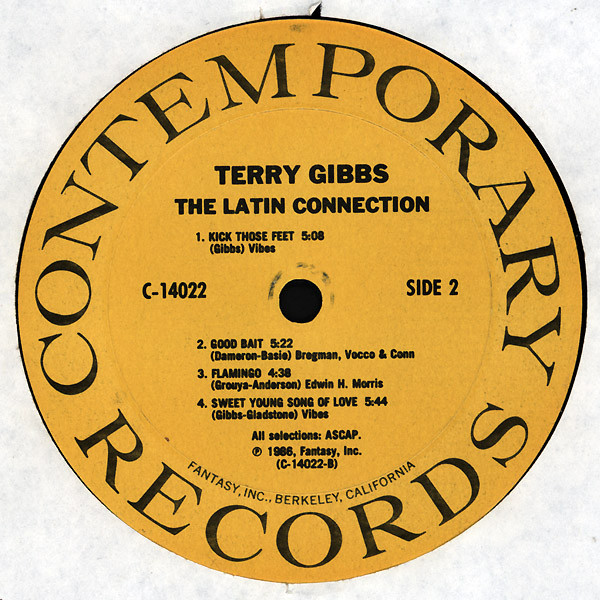 CONTEMPORARY RECORDS
TERRY GIBBS
THE LATIN CONNECTION
1. KICK THOSE FEET 5:08
(Gibbs) Vibes
C-14022
SIDE 2
2. GOOD BAIT 5:22
(Dameron-Basie) Bregman, Vocco & Conn
3. FLAMINGO 4:38
(Grouya-Anderson) Edwin H. Morris
4. SWEET YOUNG SONG OF LOVE 5:44
(Gibbs-Gladstone) Vibes
All selections: ASCAP.
℗ 1986, Fantasy, Inc.
(C-14022-B)
FANTASY, INC., BERKELEY, CALIFORNIA